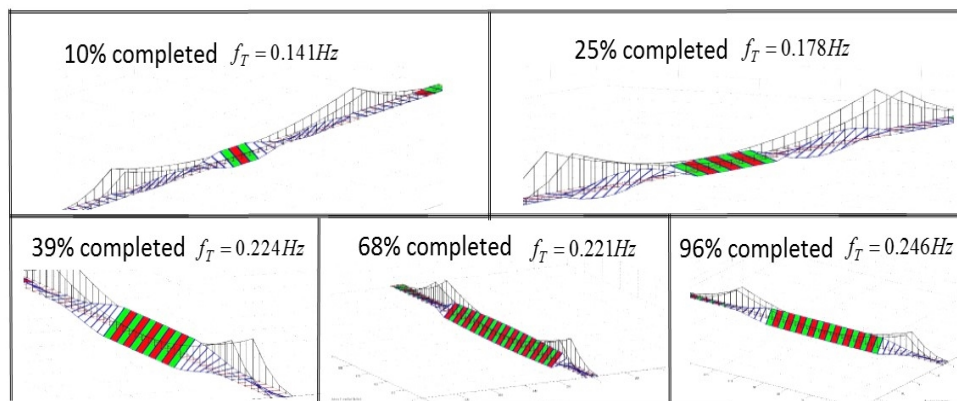 10% completed f_T = 0.141Hz
25% completed f_T = 0.178Hz
39% completed f_T = 0.224Hz
68% completed f_T = 0.221Hz
96% completed f_T = 0.246Hz